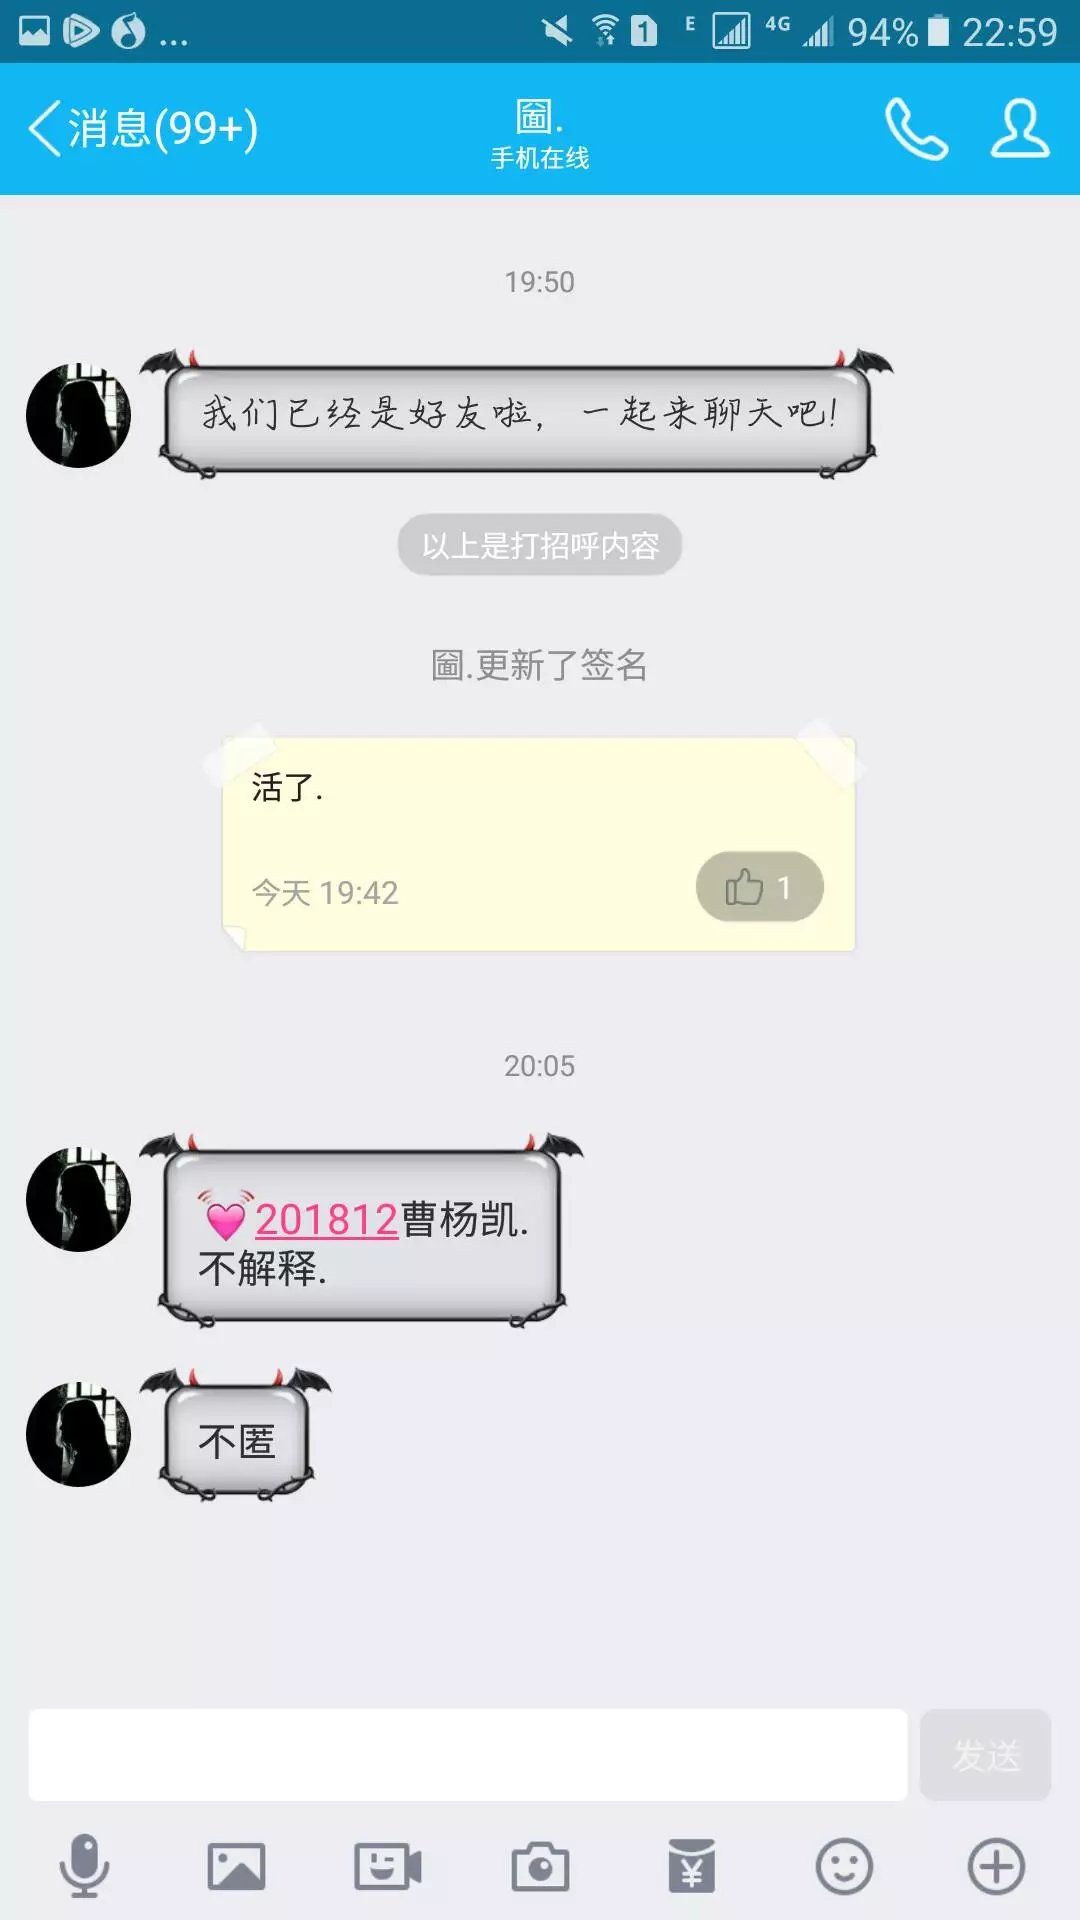 ... 1 E 4G 94% 22:59
消息(99+)
圙.
手机在线
19:50
我们已经是好友啦，一起来聊天吧!
以上是打招呼内容
圙.更新了签名
活了.
今天 19:42
1
20:05
201812曹杨凯.
不解释.
不匿
发送